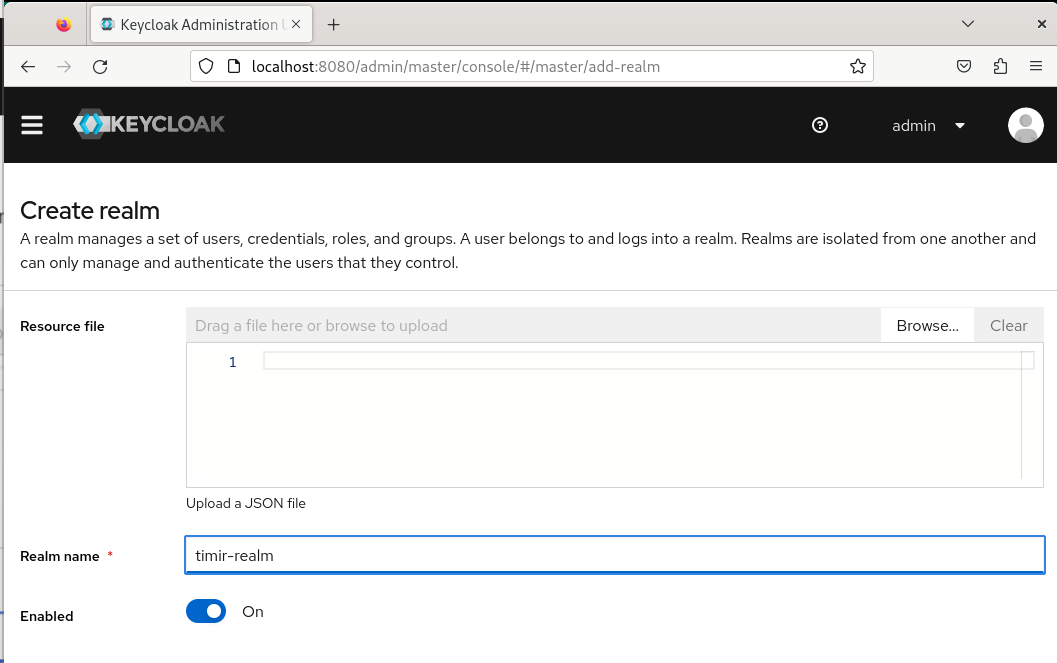 Keycloak Administration U
localhost:8080/admin/master/console/#/master/add-realm
KEYCLOAK
admin
Create realm
A realm manages a set of users, credentials, roles, and groups. A user belongs to and logs into a realm. Realms are isolated from one another and
can only manage and authenticate the users that they control.
Resource file
Drag a file here or browse to upload
Browse...
Clear
1
Upload a JSON file
Realm name *
timir-realm
Enabled
On